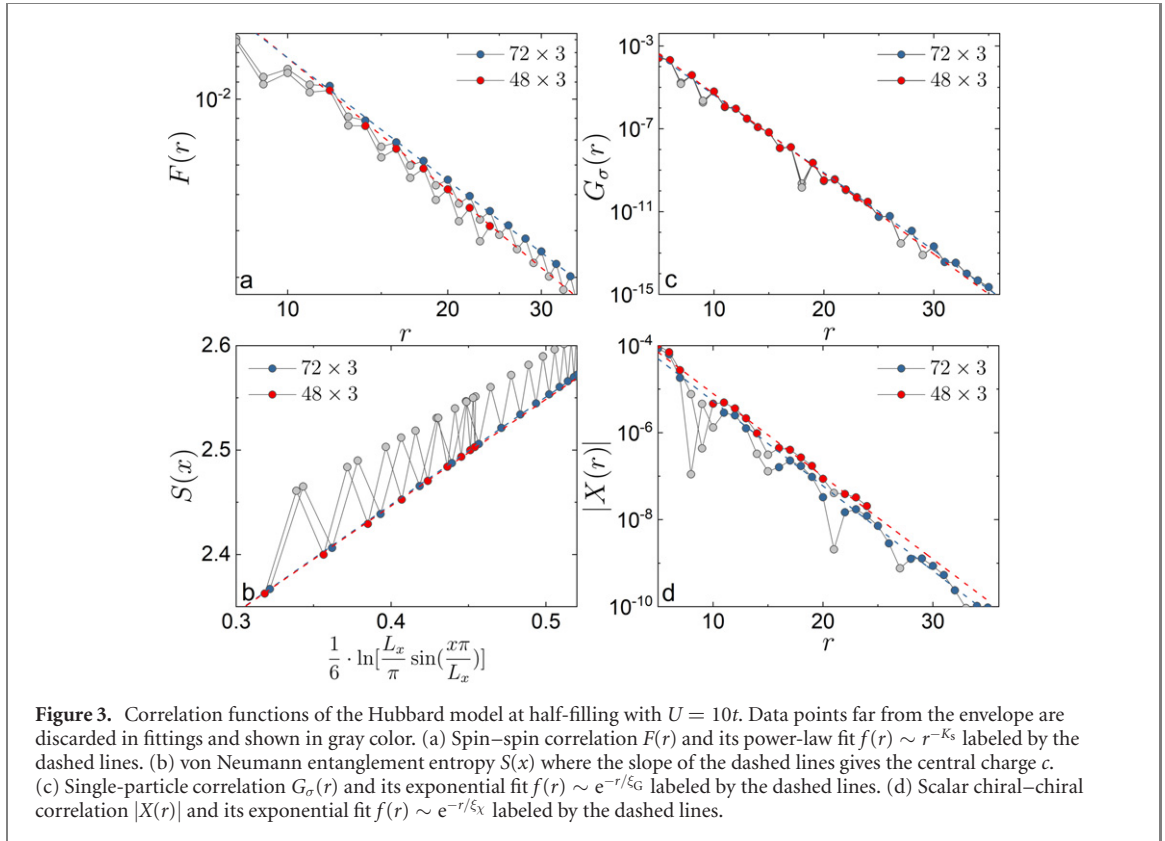 72 × 3
48 × 3
10⁻²
F(r)
a
10
20
30
r
10⁻³
72 × 3
48 × 3
10⁻⁷
G_σ(r)
10⁻¹¹
c
10⁻¹⁵
10
20
30
r
2.6
72 × 3
48 × 3
S(x)
2.5
2.4
b
0.3
0.4
0.5
1/6 · ln[L_x/π sin(xπ/L_x)]
10⁻⁴
72 × 3
48 × 3
10⁻⁶
|X(r)|
10⁻⁸
d
10⁻¹⁰
10
20
30
r
Figure 3. Correlation functions of the Hubbard model at half-filling with U = 10t. Data points far from the envelope are
discarded in fittings and shown in gray color. (a) Spin–spin correlation F(r) and its power-law fit f(r) ∼ r^{−K_s} labeled by the
dashed lines. (b) von Neumann entanglement entropy S(x) where the slope of the dashed lines gives the central charge c.
(c) Single-particle correlation G_σ(r) and its exponential fit f(r) ∼ e^{−r/ξ_G} labeled by the dashed lines. (d) Scalar chiral–chiral
correlation |X(r)| and its exponential fit f(r) ∼ e^{−r/ξ_χ} labeled by the dashed lines.